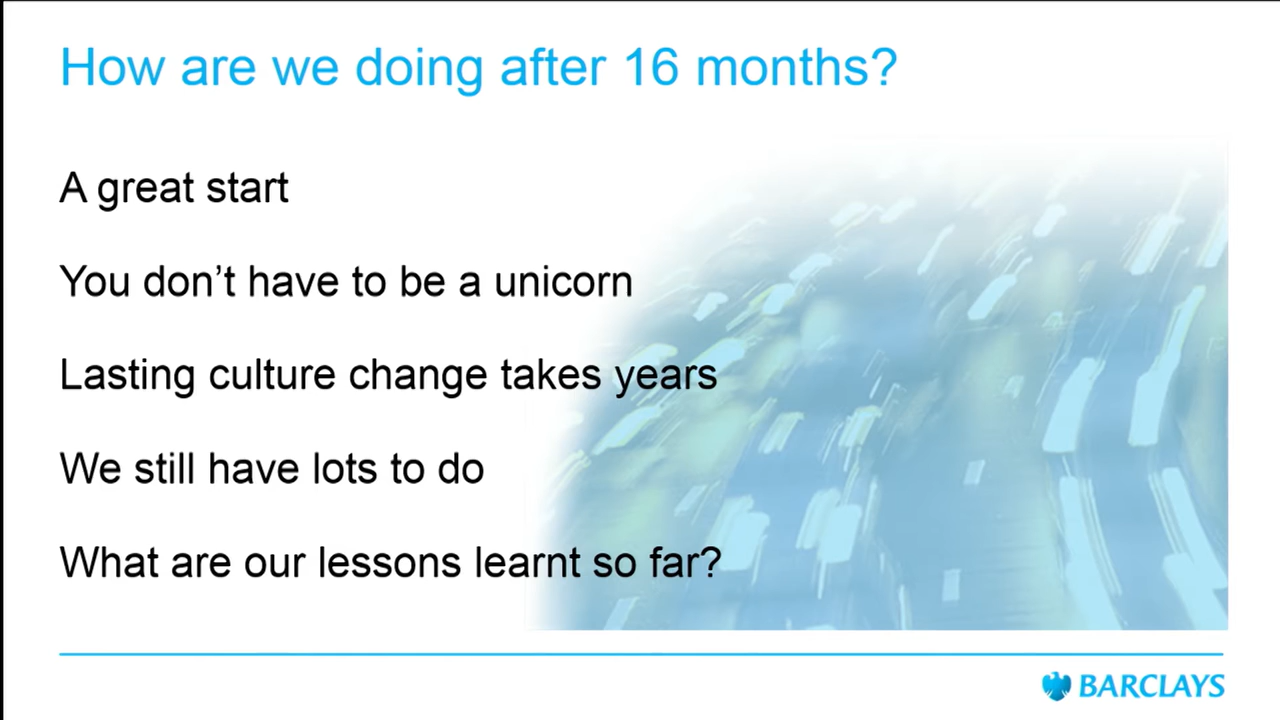 How are we doing after 16 months?
A great start
You don’t have to be a unicorn
Lasting culture change takes years
We still have lots to do
What are our lessons learnt so far?
BARCLAYS